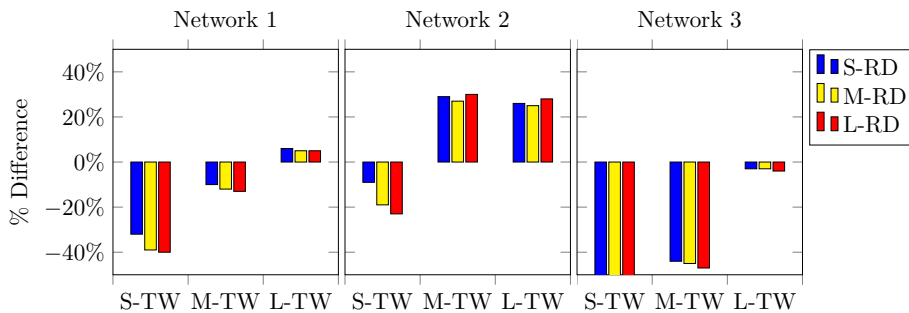 Network 1 Network 2 Network 3
% Difference
40%
20%
0%
−20%
−40%
S-TW M-TW L-TW S-TW M-TW L-TW S-TW M-TW L-TW
S-RD
M-RD
L-RD